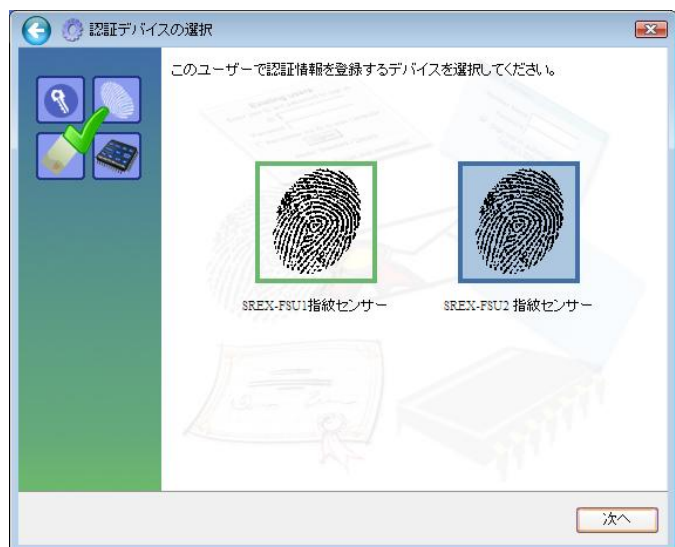 認証デバイスの選択
このユーザーで認証情報を登録するデバイスを選択してください。
SREX-FSU1指紋センサー
SREX-FSU2 指紋センサー
次へ